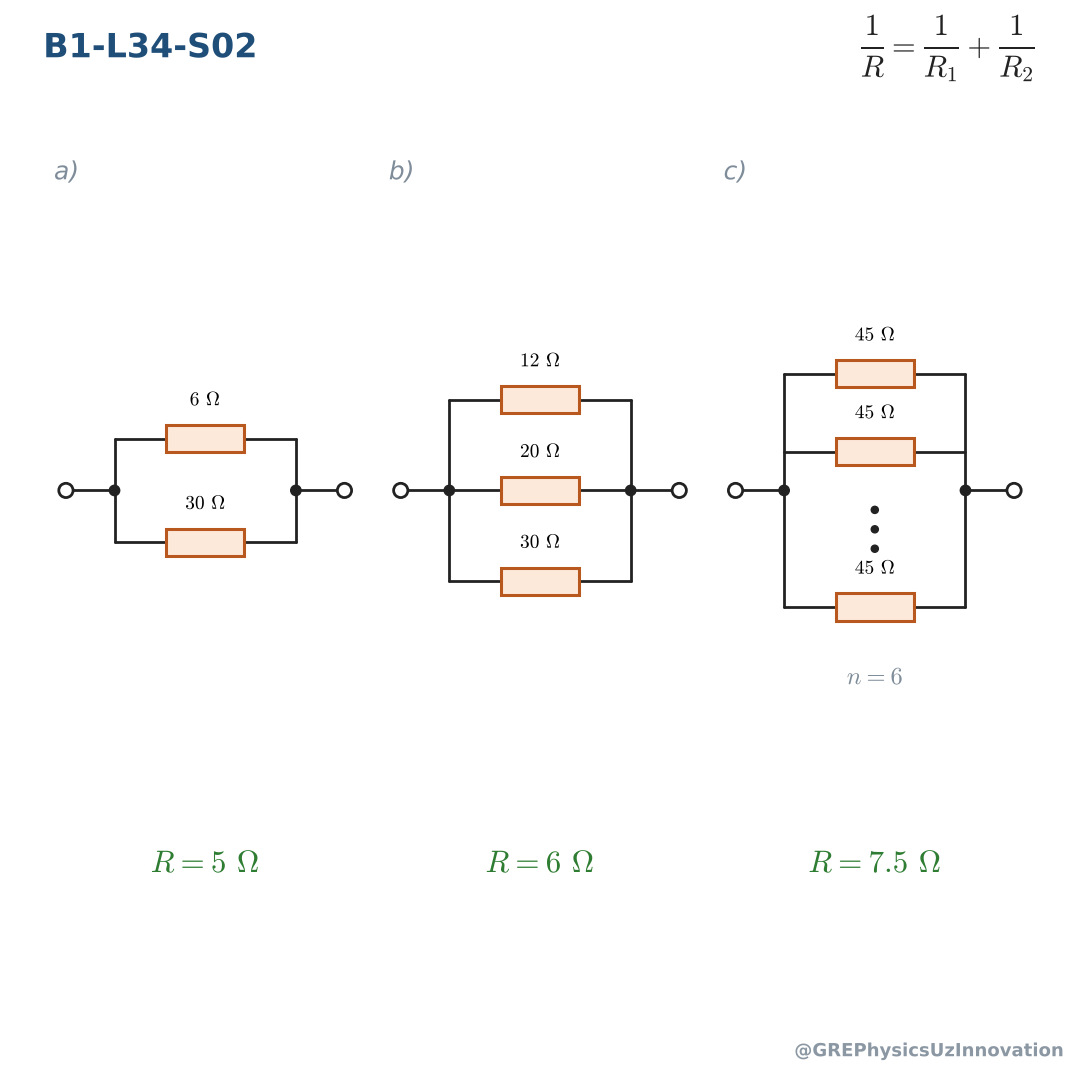 B1-L34-S02
1/R = 1/R₁ + 1/R₂
a)
b)
c)
6 Ω
30 Ω
12 Ω
20 Ω
30 Ω
45 Ω
45 Ω
45 Ω
n = 6
R = 5 Ω
R = 6 Ω
R = 7.5 Ω
@GREPhysicsUzInnovation